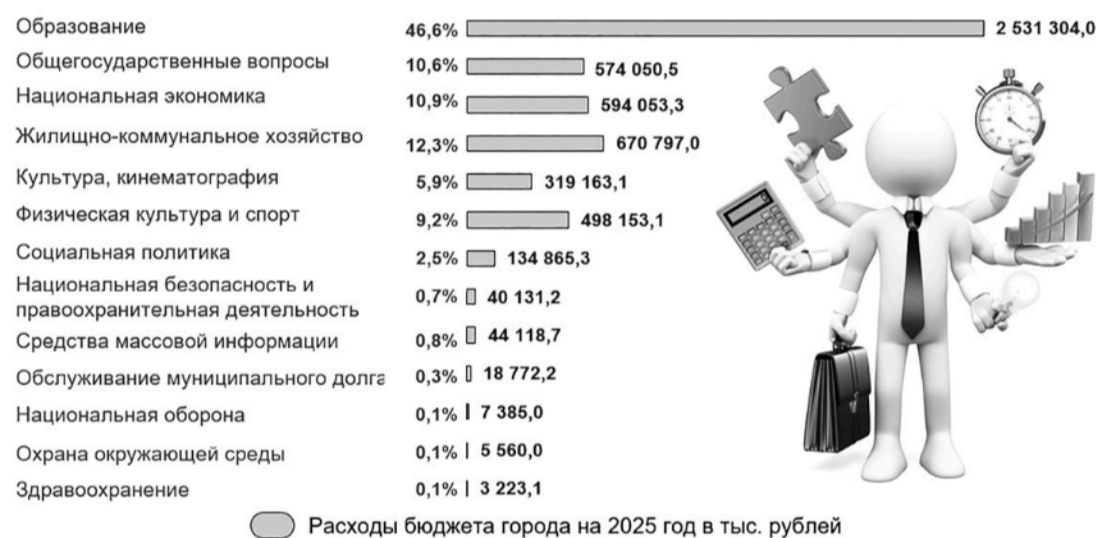 Образование 46,6% 2 531 304,0
Общегосударственные вопросы 10,6% 574 050,5
Национальная экономика 10,9% 594 053,3
Жилищно-коммунальное хозяйство 12,3% 670 797,0
Культура, кинематография 5,9% 319 163,1
Физическая культура и спорт 9,2% 498 153,1
Социальная политика 2,5% 134 865,3
Национальная безопасность и
правоохранительная деятельность 0,7% 40 131,2
Средства массовой информации 0,8% 44 118,7
Обслуживание муниципального долга 0,3% 18 772,2
Национальная оборона 0,1% 7 385,0
Охрана окружающей среды 0,1% 5 560,0
Здравоохранение 0,1% 3 223,1
Расходы бюджета города на 2025 год в тыс. рублей